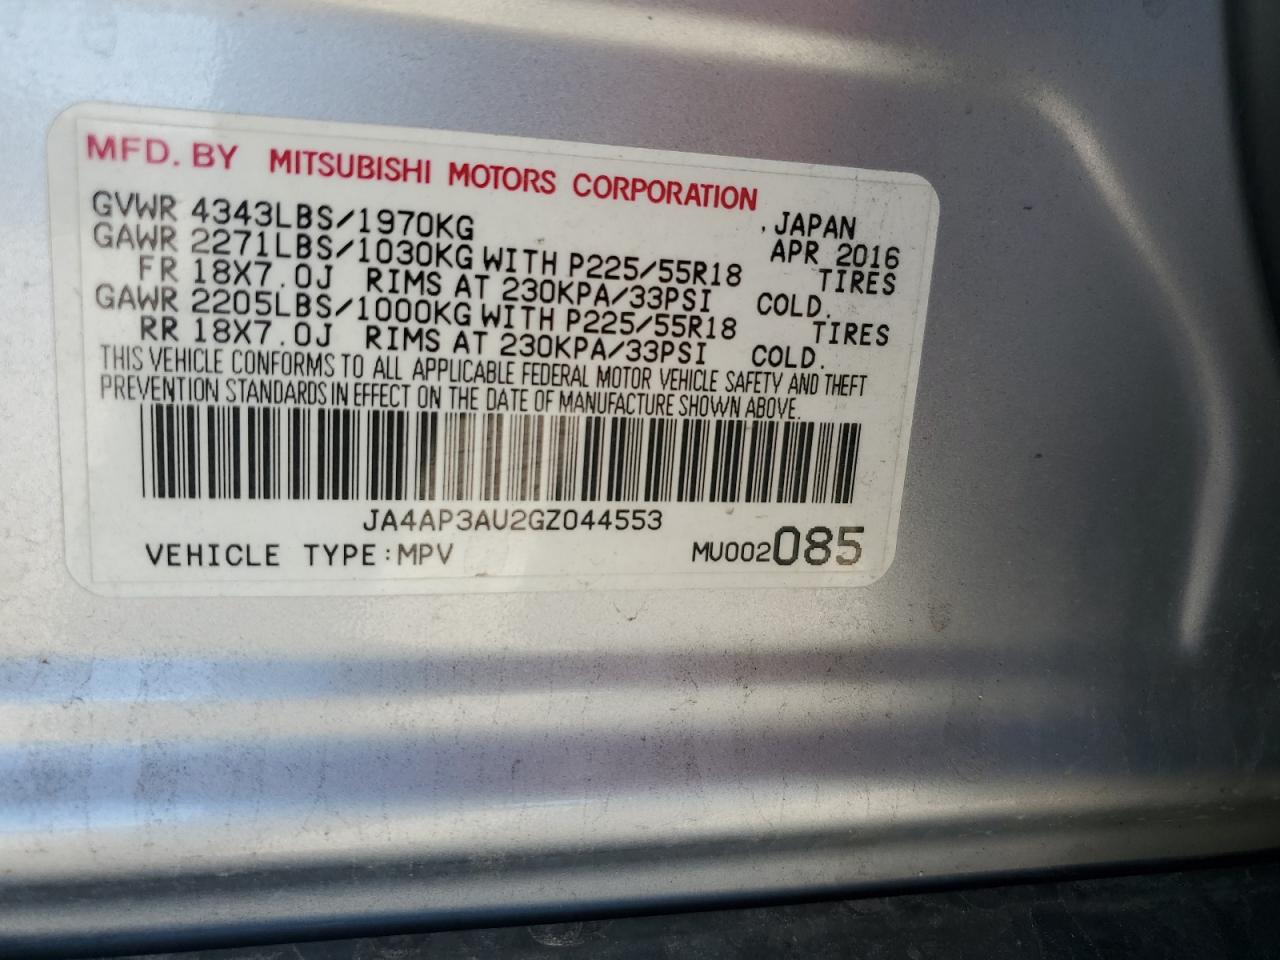 MFD. BY MITSUBISHI MOTORS CORPORATION
GVWR 4343LBS/1970KG JAPAN
GAWR 2271LBS/1030KG WITH P225/55R18 APR 2016
FR 18X7.0J RIMS AT 230KPA/33PSI COLD. TIRES
GAWR 2205LBS/1000KG WITH P225/55R18 TIRES
RR 18X7.0J RIMS AT 230KPA/33PSI COLD.
THIS VEHICLE CONFORMS TO ALL APPLICABLE FEDERAL MOTOR VEHICLE SAFETY AND THEFT
PREVENTION STANDARDS IN EFFECT ON THE DATE OF MANUFACTURE SHOWN ABOVE.
JA4AP3AU2GZ044553
VEHICLE TYPE:MPV MU002085